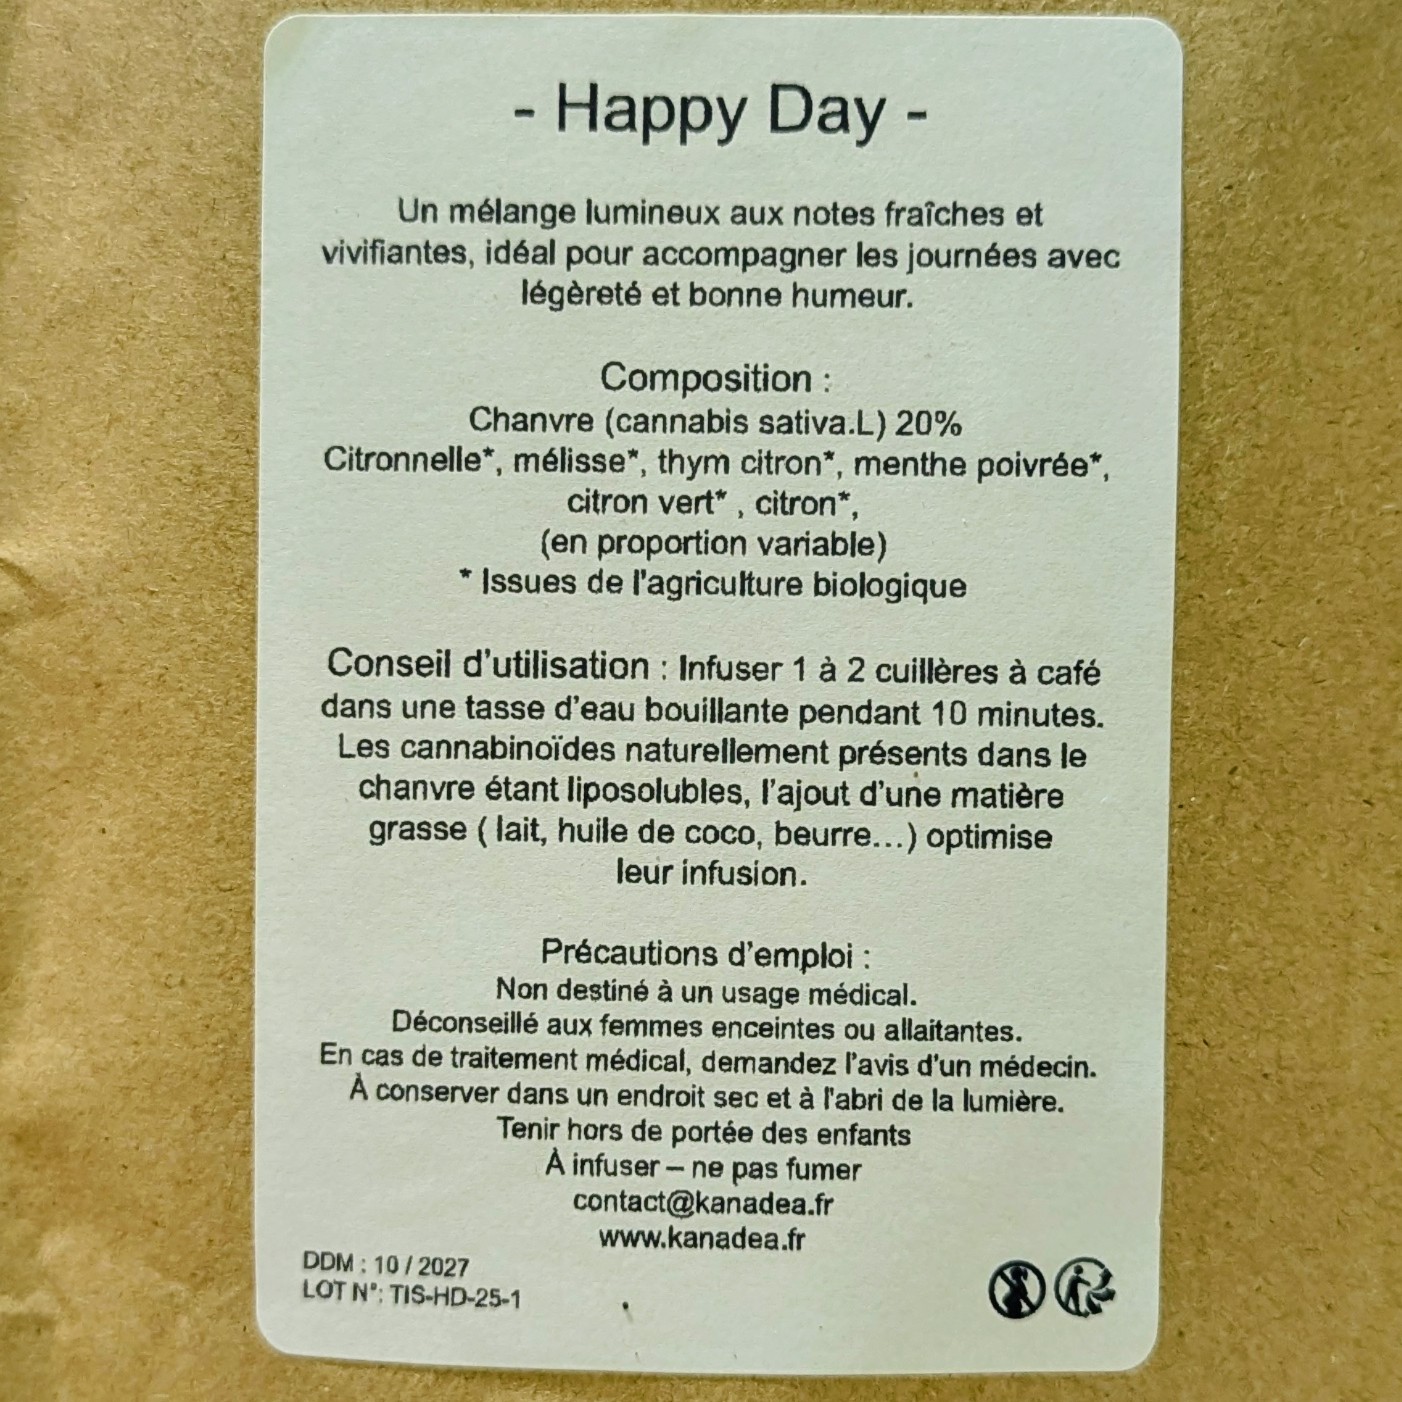 - Happy Day -
Un mélange lumineux aux notes fraîches et
vivifiantes, idéal pour accompagner les journées avec
légèreté et bonne humeur.
Composition :
Chanvre (cannabis sativa.L) 20%
Citronnelle*, mélisse*, thym citron*, menthe poivrée*,
citron vert* , citron*,
(en proportion variable)
* Issues de l'agriculture biologique
Conseil d'utilisation : Infuser 1 à 2 cuillères à café
dans une tasse d'eau bouillante pendant 10 minutes.
Les cannabinoïdes naturellement présents dans le
chanvre étant liposolubles, l'ajout d'une matière
grasse ( lait, huile de coco, beurre...) optimise
leur infusion.
Précautions d'emploi :
Non destiné à un usage médical.
Déconseillé aux femmes enceintes ou allaitantes.
En cas de traitement médical, demandez l'avis d'un médecin.
À conserver dans un endroit sec et à l'abri de la lumière.
Tenir hors de portée des enfants
À infuser – ne pas fumer
contact@kanadea.fr
www.kanadea.fr
DDM : 10 / 2027
LOT N°: TIS-HD-25-1